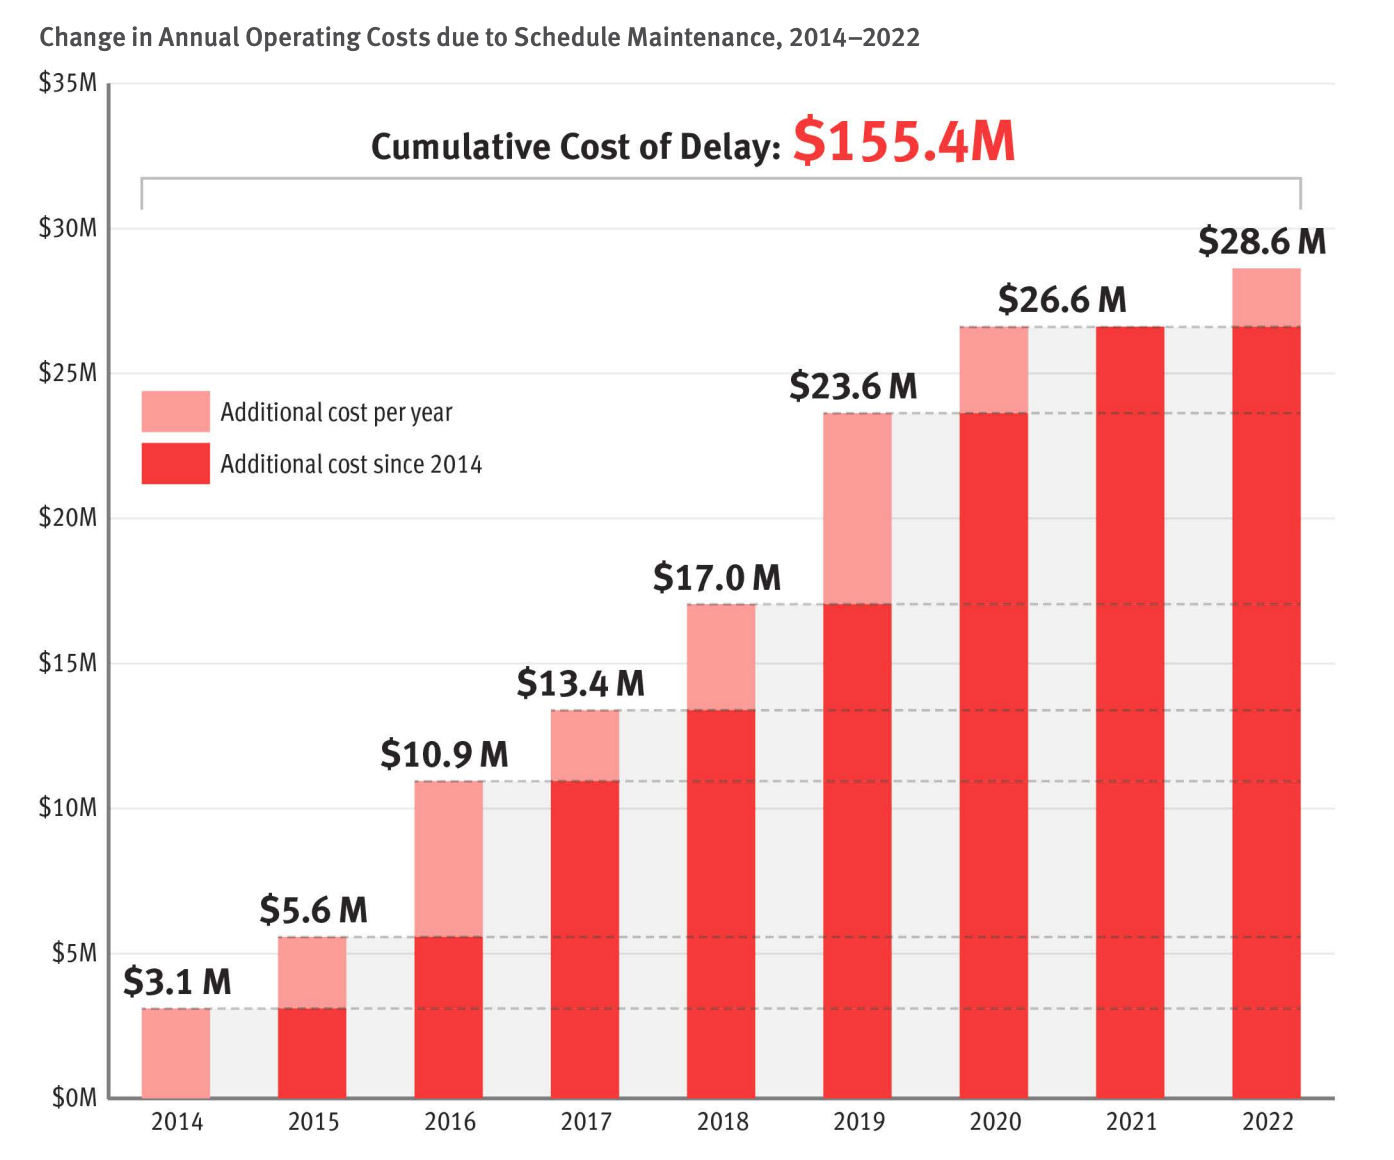 Change in Annual Operating Costs due to Schedule Maintenance, 2014–2022
$35M
Cumulative Cost of Delay: $155.4M
$30M
$28.6 M
$26.6 M
$25M
$23.6 M
Additional cost per year
Additional cost since 2014
$20M
$17.0 M
$15M
$13.4 M
$10.9 M
$10M
$5.6 M
$5M
$3.1 M
$0M
2014 2015 2016 2017 2018 2019 2020 2021 2022